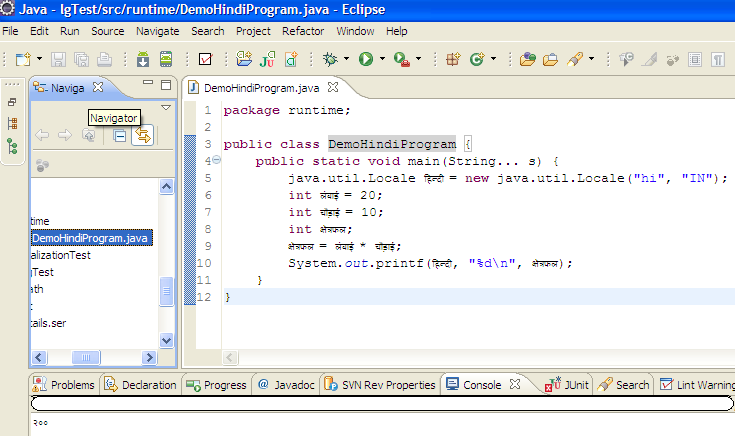 Java - IgTest/src/runtime/DemoHindiProgram.java - Eclipse
File Edit Run Source Navigate Search Project Refactor Window Help
Naviga
DemoHindiProgram.java
Navigator
time
DemoHindiProgram.java
ializationTest
gTest
ath
t
tails.ser
1 package runtime;
2
3 public class DemoHindiProgram {
4 public static void main(String... s) {
5 java.util.Locale हिन्दी = new java.util.Locale("hi", "IN");
6 int लंबाई = 20;
7 int चौड़ाई = 10;
8 int क्षेत्रफल;
9 क्षेत्रफल = लंबाई * चौड़ाई;
10 System.out.printf(हिन्दी, "%d\n", क्षेत्रफल);
11 }
12 }
Problems Declaration Progress @ Javadoc SVN Rev Properties Console JUnit Search Lint Warning
२००